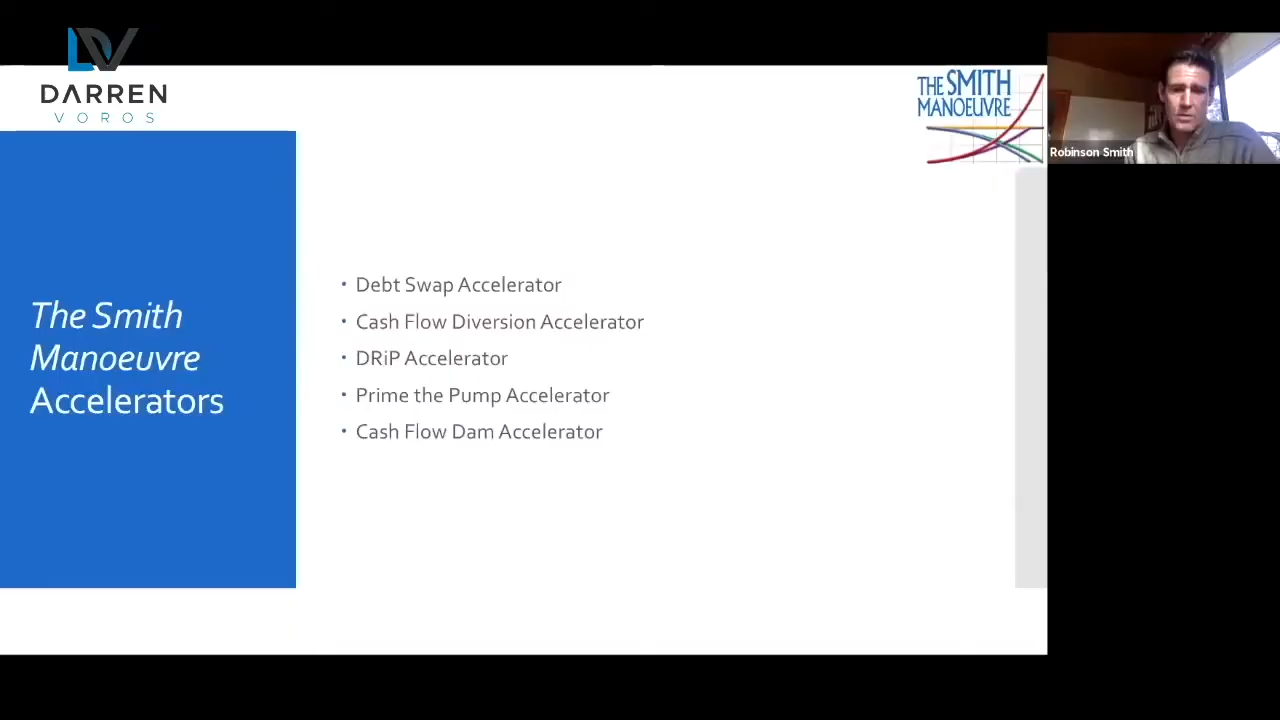 DV
DARREN
VOROS
THE SMITH
MANOEUVRE
Robinson Smith
The Smith
Manoeuvre
Accelerators
• Debt Swap Accelerator
• Cash Flow Diversion Accelerator
• DRiP Accelerator
• Prime the Pump Accelerator
• Cash Flow Dam Accelerator